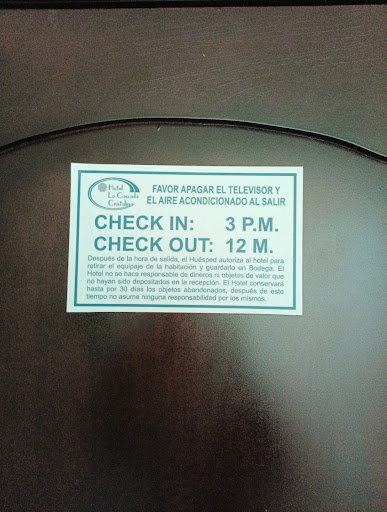 Hotel
La Cascada
FAVOR APAGAR EL TELEVISOR Y
EL AIRE ACONDICIONADO AL SALIR
CHECK IN: 3 P.M.
CHECK OUT: 12 M.
Después de la hora de salida, el Huésped autoriza al hotel para
retirar el equipaje de la habitación y guardarlo en Bodega. El
Hotel no se hace responsable de dineros ni objetos de valor que
no hayan sido depositados en la recepción. El Hotel conservará
hasta por 30 días los objetos abandonados, después de este
tiempo no asume ninguna responsabilidad por los mismos.